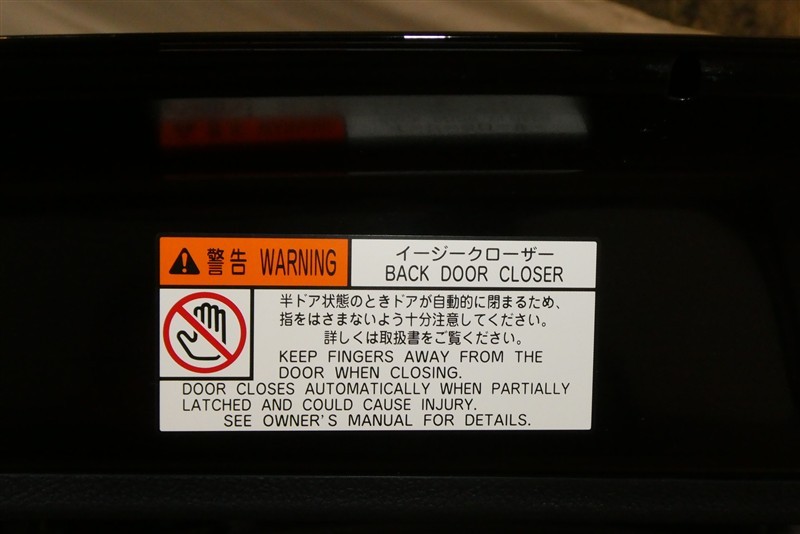 警告 WARNING
イージークローザー
BACK DOOR CLOSER
半ドア状態のときドアが自動的に閉まるため、
指をはさまないよう十分注意してください。
詳しくは取扱書をご覧ください。
KEEP FINGERS AWAY FROM THE
DOOR WHEN CLOSING.
DOOR CLOSES AUTOMATICALLY WHEN PARTIALLY
LATCHED AND COULD CAUSE INJURY.
SEE OWNER'S MANUAL FOR DETAILS.